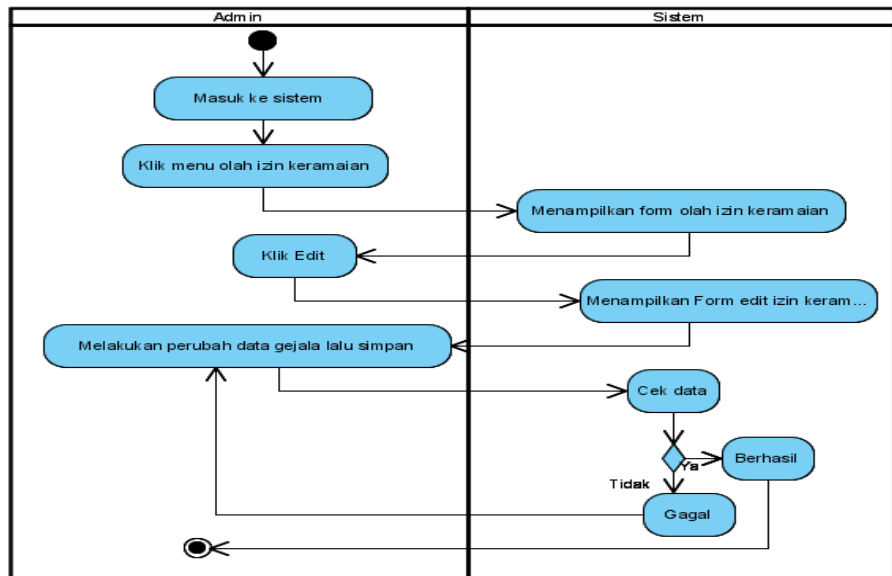 Admin
Sistem
Masuk ke sistem
Klik menu olah izin keramaian
Menampilkan form olah izin keramaian
Klik Edit
Menampilkan Form edit izin keram...
Melakukan perubah data gejala lalu simpan
Cek data
Ya
Berhasil
Tidak
Gagal